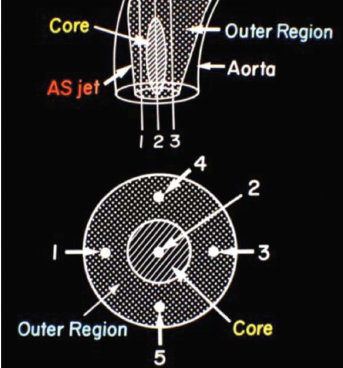 Core
Outer Region
AS jet
Aorta
1 2 3
4
2
1
3
Outer Region
Core
5